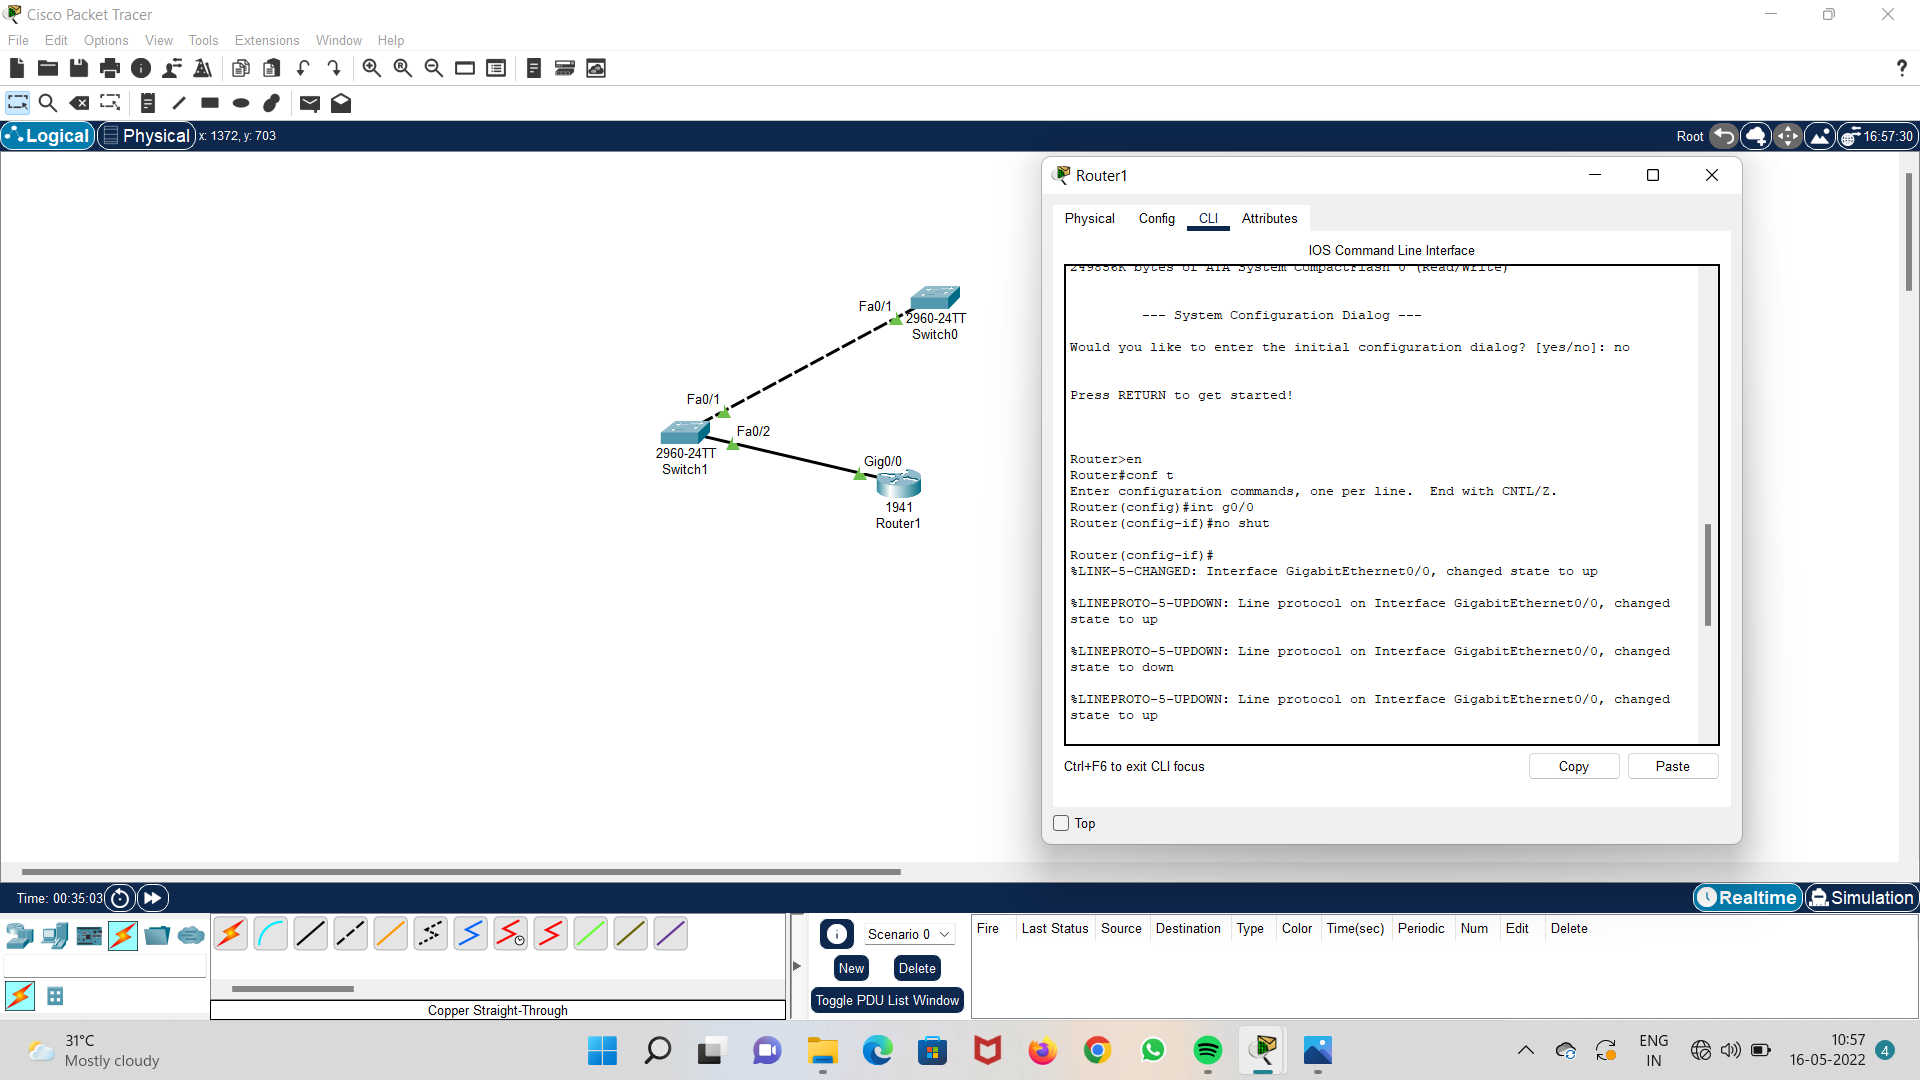 Cisco Packet Tracer
File Edit Options View Tools Extensions Window Help
?
Logical Physical x: 1372, y: 703
Root 16:57:30
Fa0/1
2960-24TT
Switch0
Fa0/1
Fa0/2
2960-24TT
Switch1
Gig0/0
1941
Router1
Router1
Physical Config CLI Attributes
IOS Command Line Interface
249856K bytes of ATA System CompactFlash 0 (Read/Write)
--- System Configuration Dialog ---
Would you like to enter the initial configuration dialog? [yes/no]: no
Press RETURN to get started!
Router>en
Router#conf t
Enter configuration commands, one per line.  End with CNTL/Z.
Router(config)#int g0/0
Router(config-if)#no shut
Router(config-if)#
%LINK-5-CHANGED: Interface GigabitEthernet0/0, changed state to up
%LINEPROTO-5-UPDOWN: Line protocol on Interface GigabitEthernet0/0, changed
state to up
%LINEPROTO-5-UPDOWN: Line protocol on Interface GigabitEthernet0/0, changed
state to down
%LINEPROTO-5-UPDOWN: Line protocol on Interface GigabitEthernet0/0, changed
state to up
Ctrl+F6 to exit CLI focus
Copy Paste
Top
Time: 00:35:03
Realtime Simulation
Scenario 0
New Delete
Toggle PDU List Window
Fire Last Status Source Destination Type Color Time(sec) Periodic Num Edit Delete
Copper Straight-Through
31°C
Mostly cloudy
ENG
IN
10:57
16-05-2022
4